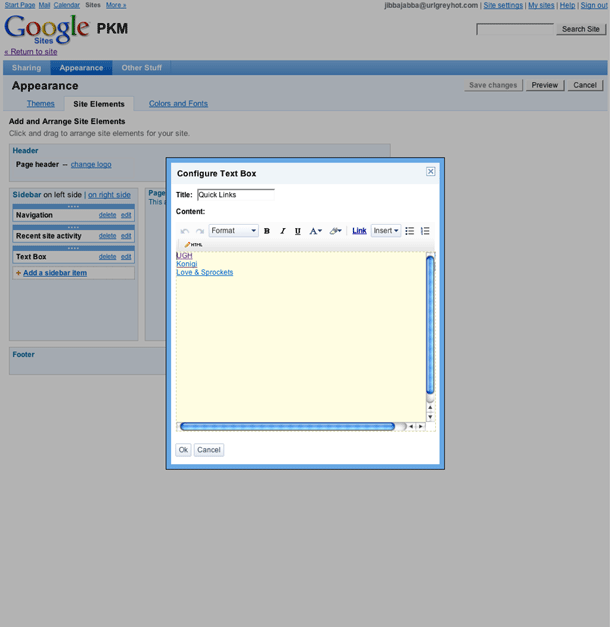 Start Page Mail Calendar Sites More »
jibbajabba@urlgreyhot.com | Site settings | My sites | Help | Sign out
Google Sites PKM
Search Site
« Return to site
Sharing Appearance Other Stuff
Appearance
Save changes Preview Cancel
Themes Site Elements Colors and Fonts
Add and Arrange Site Elements
Click and drag to arrange site elements for your site.
Header
Page header -- change logo
Sidebar on left side | on right side
Navigation delete edit
Recent site activity delete edit
Text Box delete edit
+ Add a sidebar item
Page
This
Footer
Configure Text Box
Title: Quick Links
Content:
Format B I U A Link Insert
HTML
UGH
Konigi
Love & Sprockets
Ok Cancel